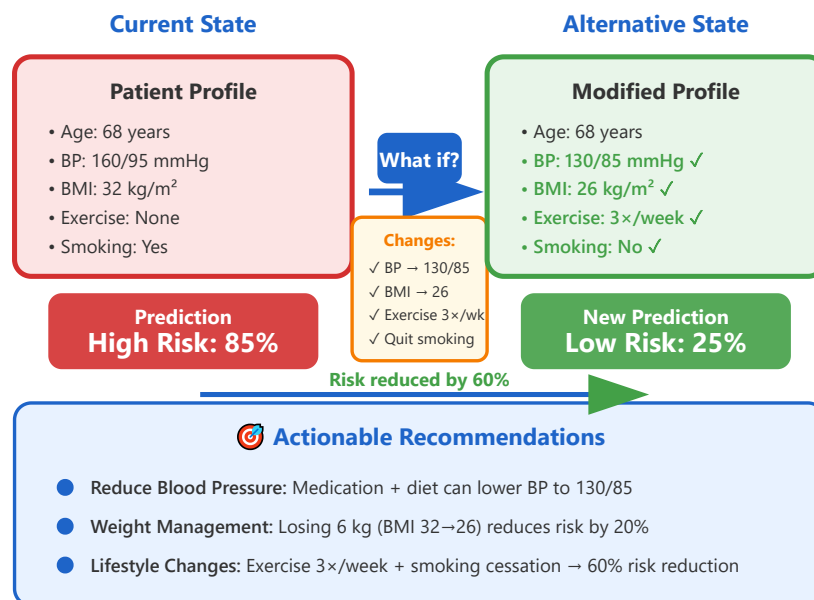 Current State
Alternative State
Patient Profile
• Age: 68 years
• BP: 160/95 mmHg
• BMI: 32 kg/m²
• Exercise: None
• Smoking: Yes
What if?
Changes:
✓ BP → 130/85
✓ BMI → 26
✓ Exercise 3×/wk
✓ Quit smoking
Modified Profile
• Age: 68 years
• BP: 130/85 mmHg ✓
• BMI: 26 kg/m² ✓
• Exercise: 3×/week ✓
• Smoking: No ✓
Prediction
High Risk: 85%
New Prediction
Low Risk: 25%
Risk reduced by 60%
🎯 Actionable Recommendations
Reduce Blood Pressure: Medication + diet can lower BP to 130/85
Weight Management: Losing 6 kg (BMI 32→26) reduces risk by 20%
Lifestyle Changes: Exercise 3×/week + smoking cessation → 60% risk reduction